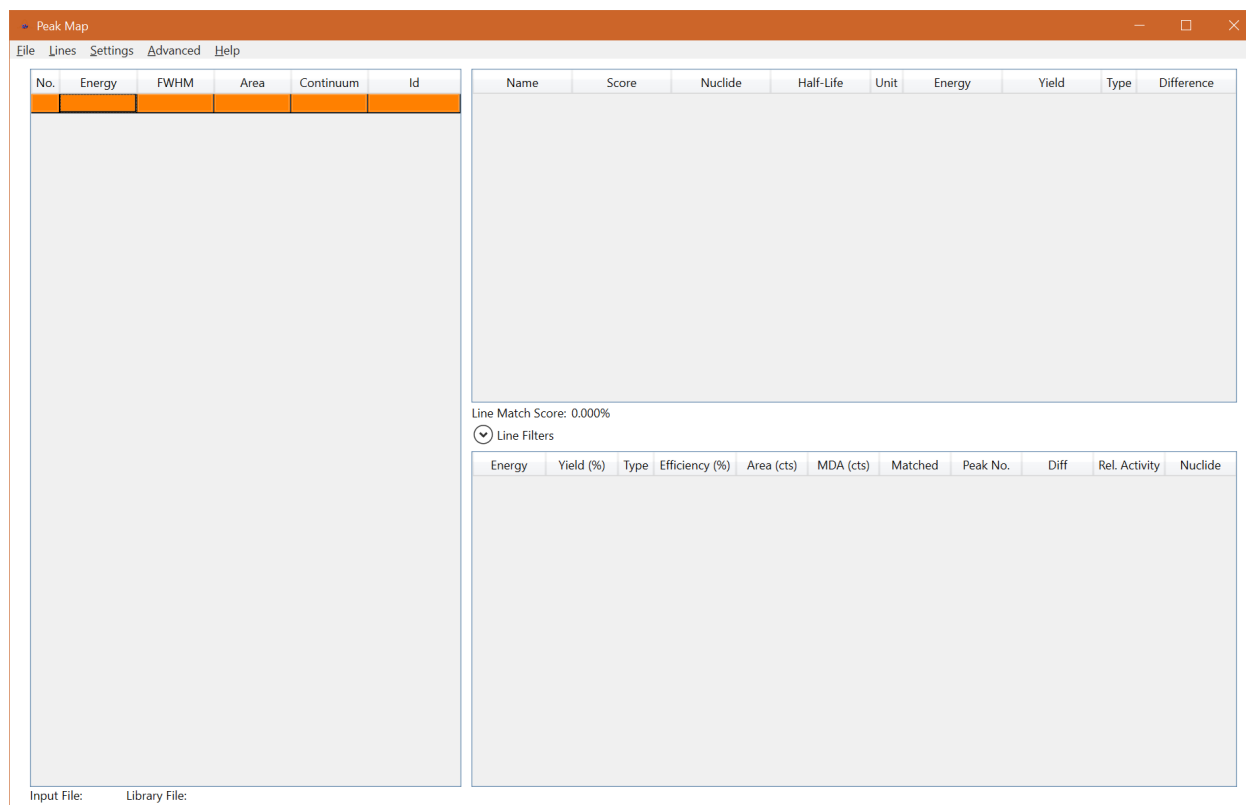 Peak Map
File Lines Settings Advanced Help
No. Energy FWHM Area Continuum Id
Name Score Nuclide Half-Life Unit Energy Yield Type Difference
Line Match Score: 0.000%
Line Filters
Energy Yield (%) Type Efficiency (%) Area (cts) MDA (cts) Matched Peak No. Diff Rel. Activity Nuclide
Input File: Library File: